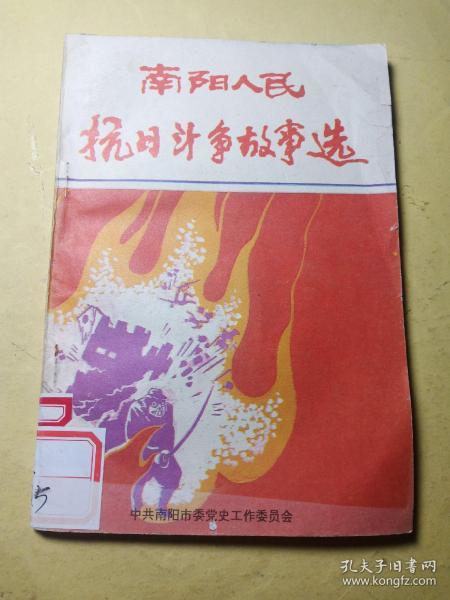 南阳人民
抗日斗争故事选
中共南阳市委党史工作委员会
孔夫子旧书网
www.kongfz.com